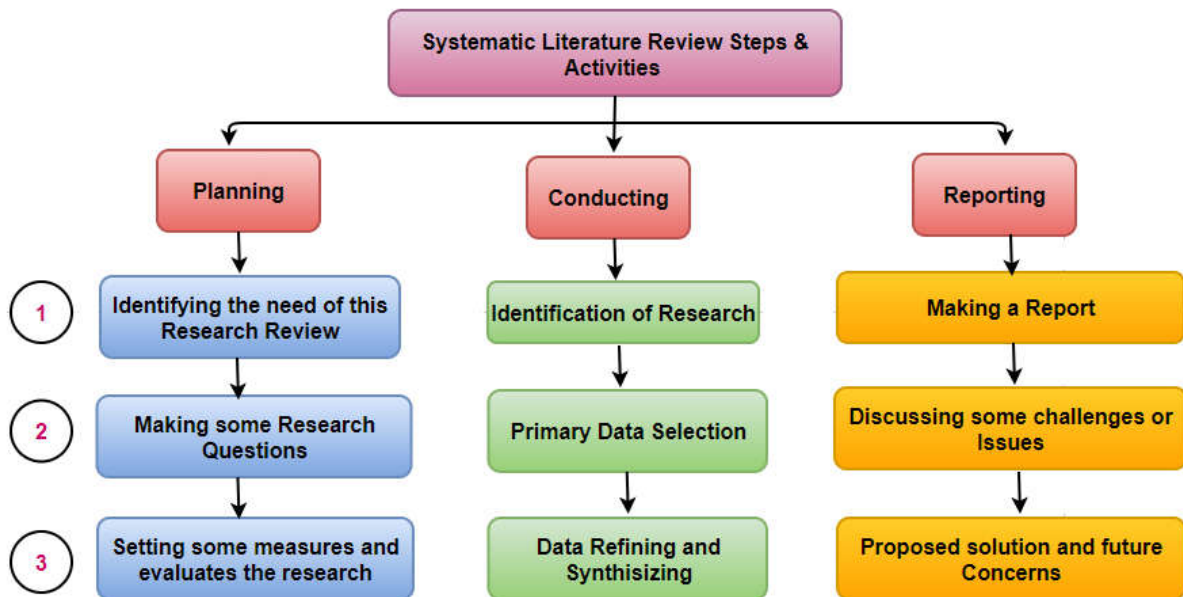 Systematic Literature Review Steps &
Activities
Planning
Conducting
Reporting
1
Identifying the need of this
Research Review
Identification of Research
Making a Report
2
Making some Research
Questions
Primary Data Selection
Discussing some challenges or
Issues
3
Setting some measures and
evaluates the research
Data Refining and
Synthisizing
Proposed solution and future
Concerns